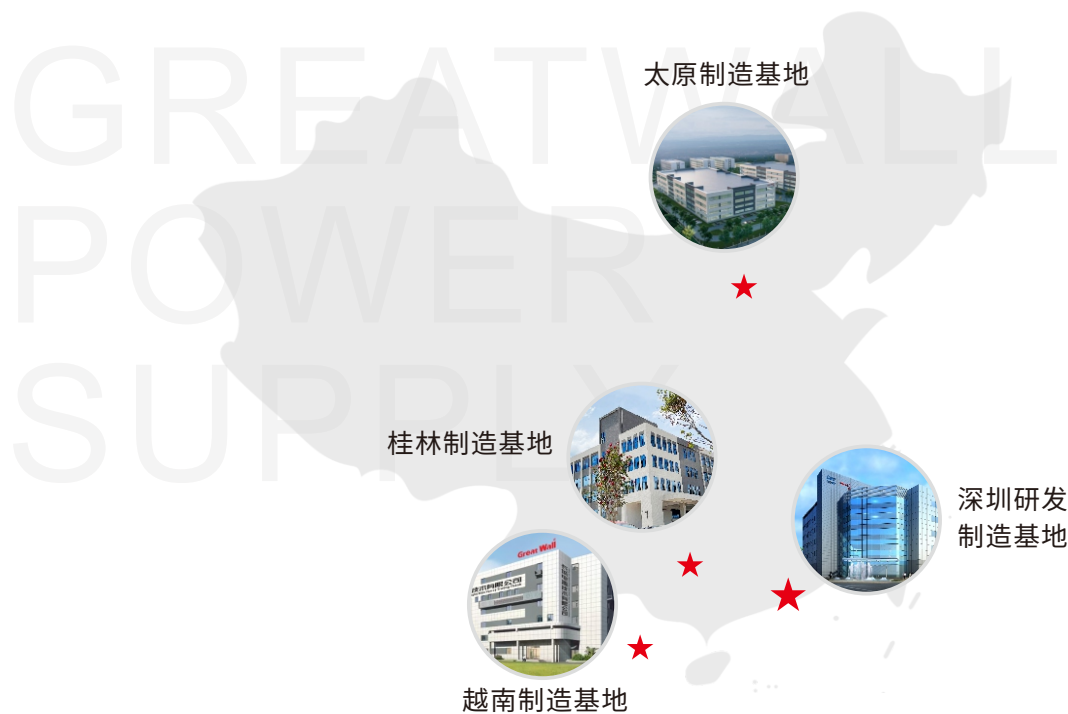 GREATWALL
POWER
SUPPLY
太原制造基地
桂林制造基地
深圳研发
制造基地
Great Wall
越南制造基地